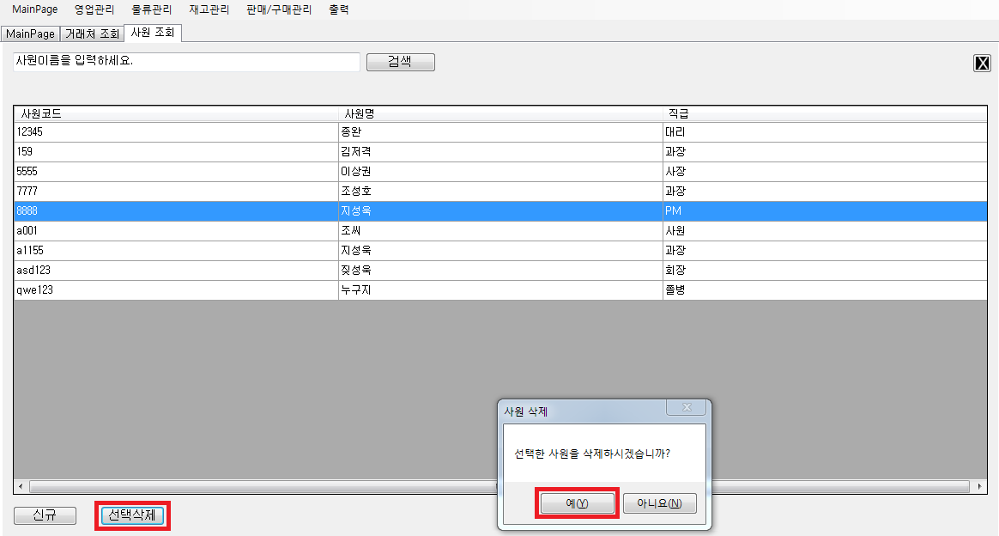 MainPage 영업관리 물류관리 재고관리 판매/구매관리 출력
MainPage 거래처 조회 사원 조회
사원이름을 입력하세요. 검색 X
사원코드 사원명 직급
12345 종완 대리
159 김저격 과장
5555 이상권 사장
7777 조성호 과장
8888 지성욱 PM
a001 조씨 사원
a1155 지성욱 과장
asd123 짖성욱 회장
qwe123 누구지 쫄병
사원 삭제
선택한 사원을 삭제하시겠습니까?
예(Y) 아니요(N)
신규 선택삭제